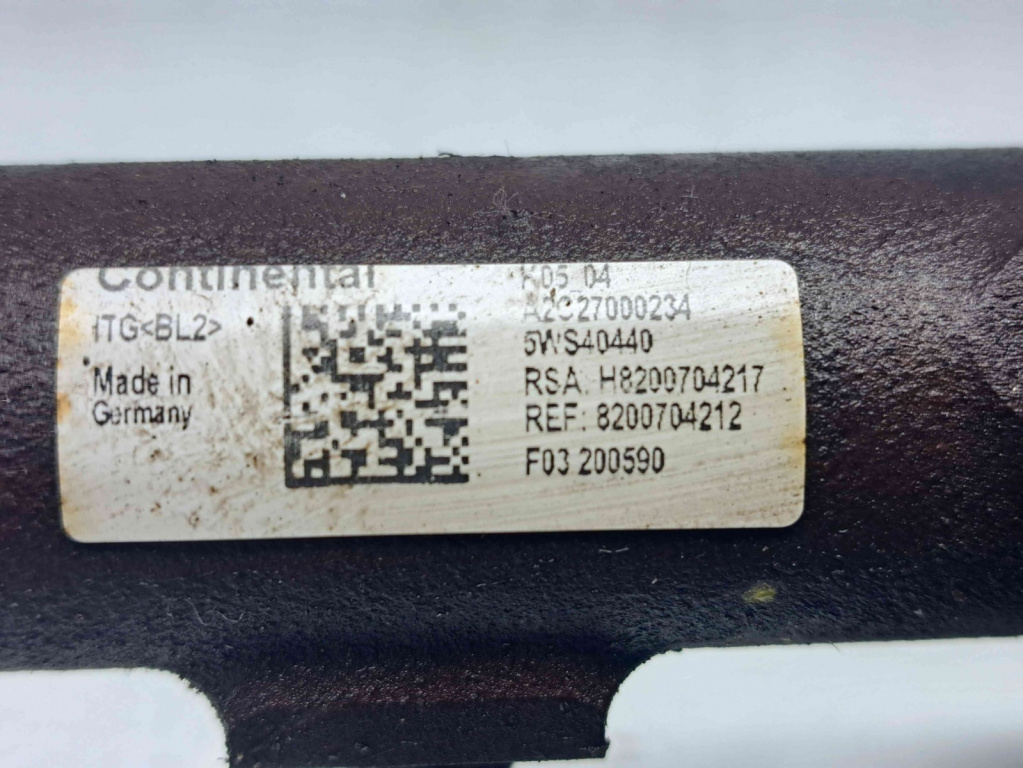 Continental
ITG<BL2>
Made in
Germany
K05 04
A2C27000234
5WS40440
RSA: H8200704217
REF: 8200704212
F03 200590